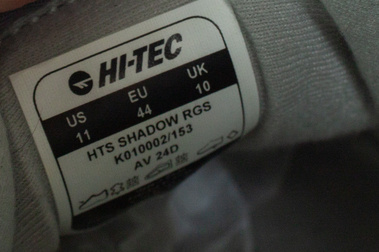 HI-TEC
US EU UK
11 44 10
HTS SHADOW RGS
K010002/153
AV 24D